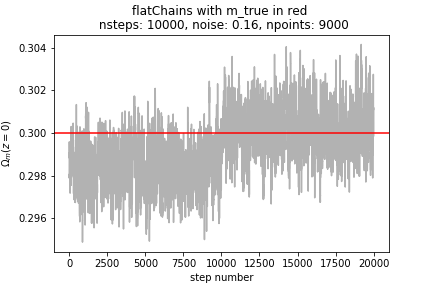 flatChains with m_true in red
nsteps: 10000, noise: 0.16, npoints: 9000
0.304
0.302
0.300
0.298
0.296
Ωm(z = 0)
0 2500 5000 7500 10000 12500 15000 17500 20000
step number